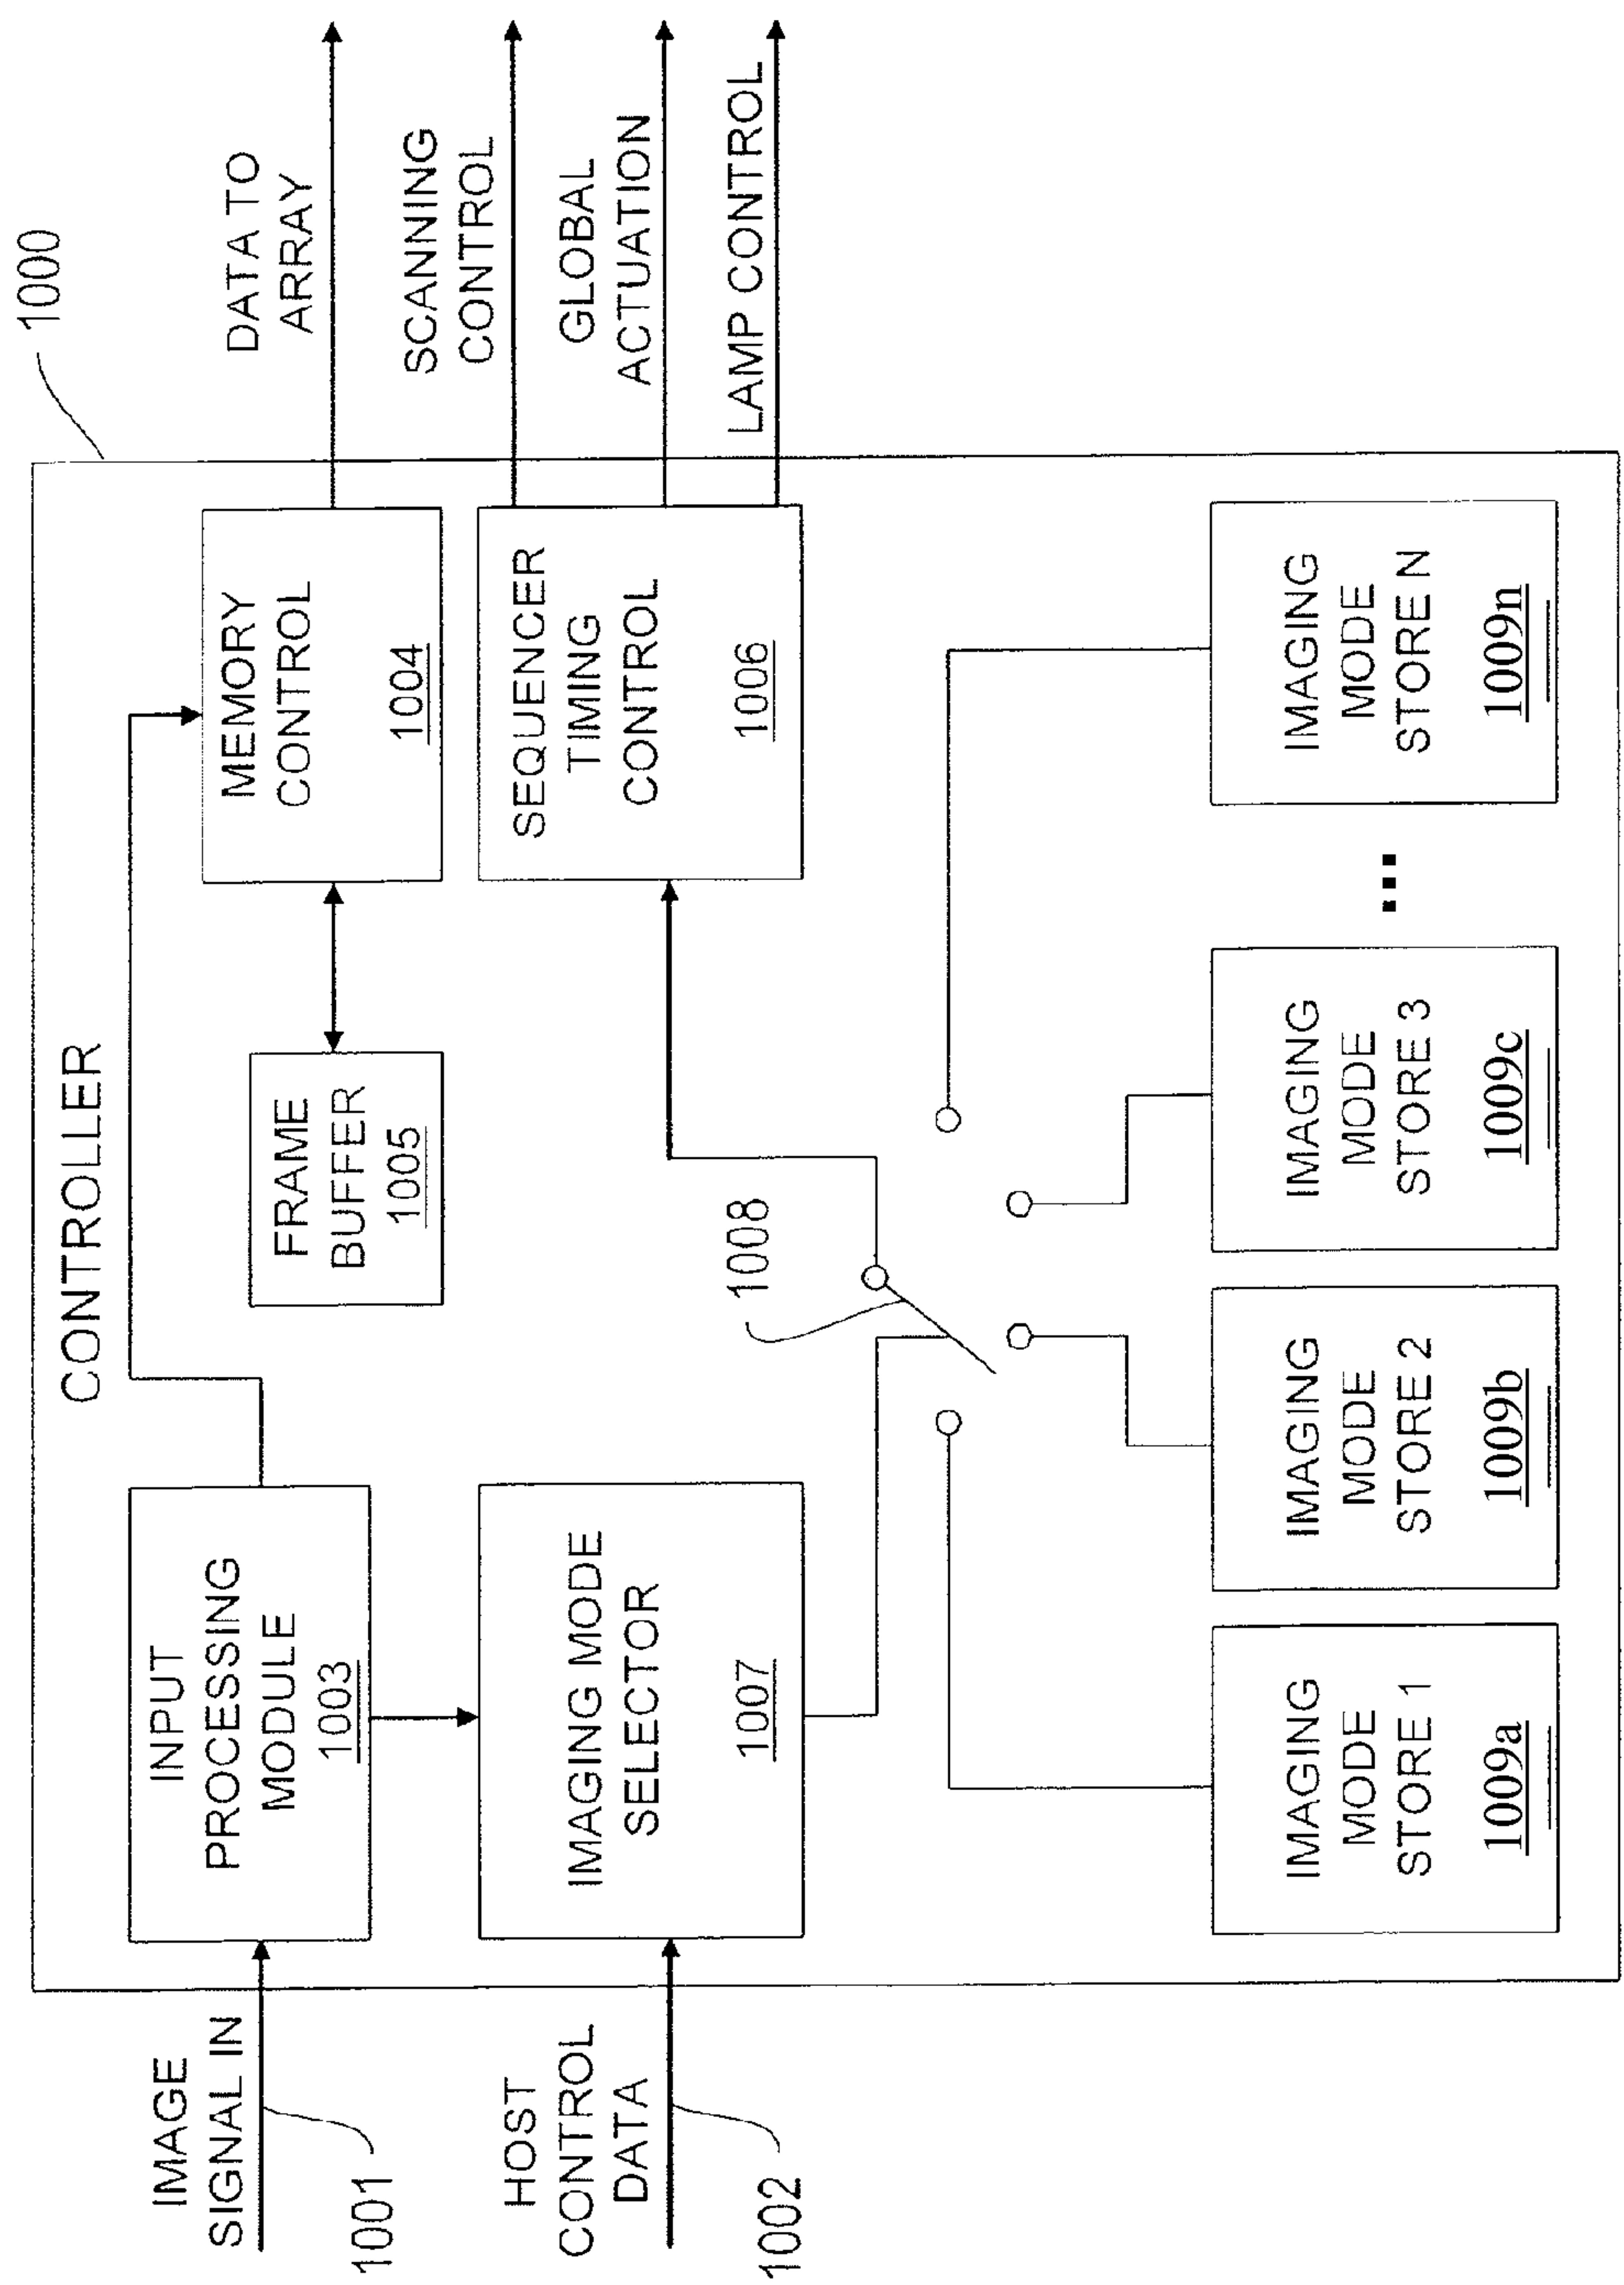 1000
CONTROLLER
IMAGE
SIGNAL IN
1001
HOST
CONTROL
DATA
1002
INPUT
PROCESSING
MODULE
1003
IMAGING MODE
SELECTOR
1007
FRAME
BUFFER
1005
MEMORY
CONTROL
1004
SEQUENCER
TIMING
CONTROL
1006
DATA TO
ARRAY
SCANNING
CONTROL
GLOBAL
ACTUATION
LAMP CONTROL
1008
IMAGING
MODE
STORE 1
1009a
IMAGING
MODE
STORE 2
1009b
IMAGING
MODE
STORE 3
1009c
...
IMAGING
MODE
STORE N
1009n